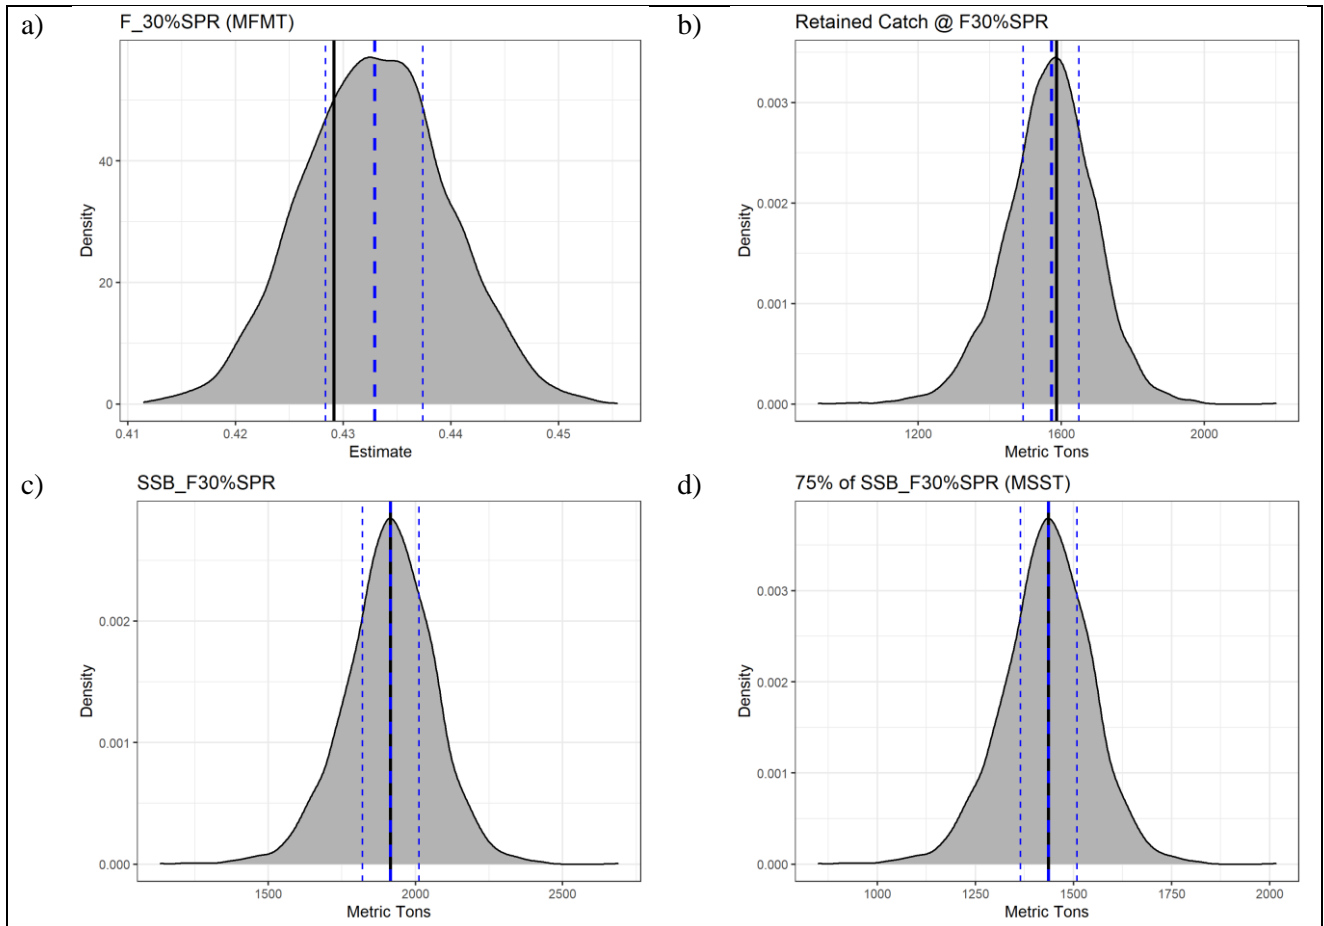 a)
F_30%SPR (MFMT)
Density
40
20
0
0.41 0.42 0.43 0.44 0.45
Estimate
b)
Retained Catch @ F30%SPR
Density
0.003
0.002
0.001
0.000
1200 1600 2000
Metric Tons
c)
SSB_F30%SPR
Density
0.002
0.001
0.000
1500 2000 2500
Metric Tons
d)
75% of SSB_F30%SPR (MSST)
Density
0.003
0.002
0.001
0.000
1000 1250 1500 1750 2000
Metric Tons